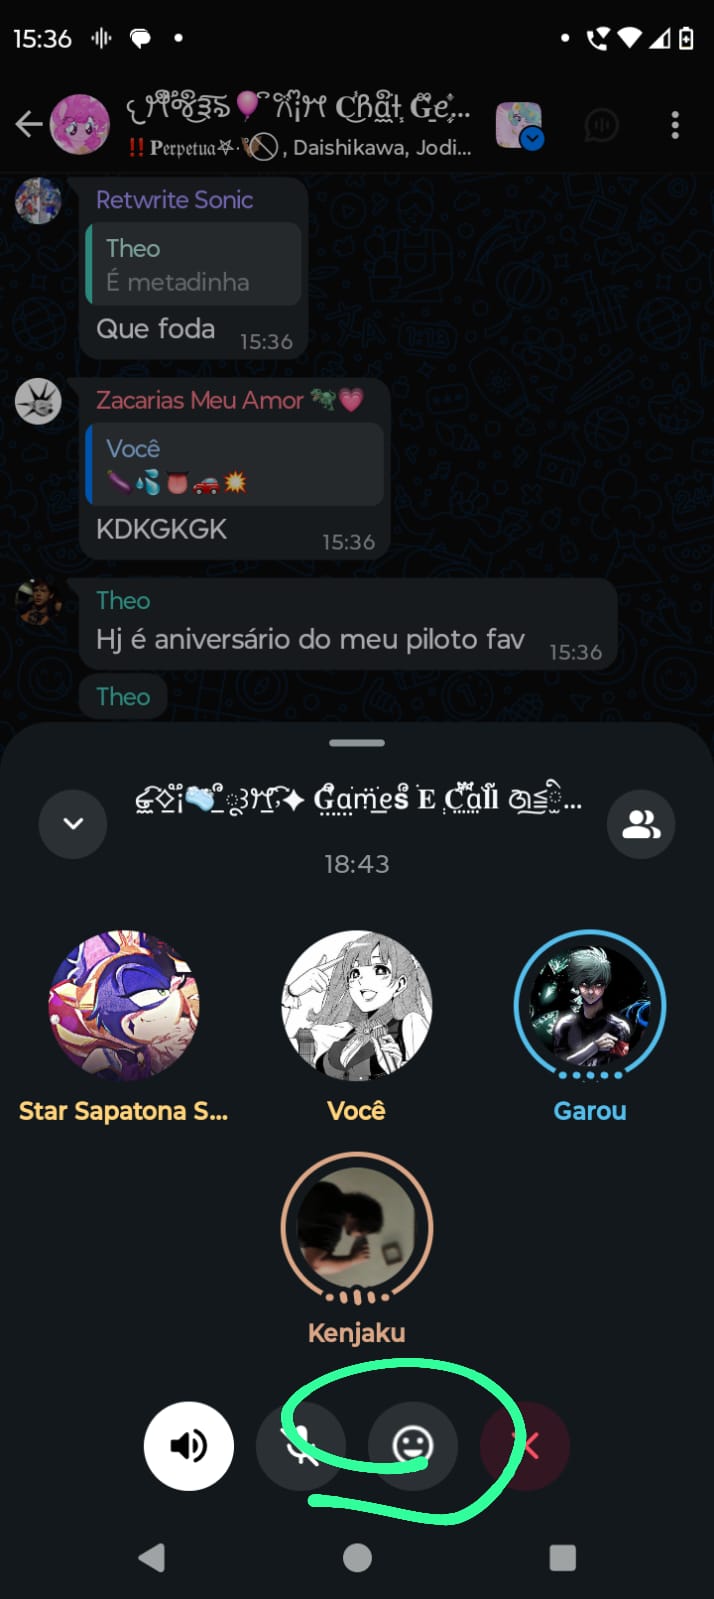 15:36
Chat Ge...
‼️Perpetua, Daishikawa, Jodi...
Retwrite Sonic
Theo
É metadinha
Que foda 15:36
Zacarias Meu Amor 🦖💗
Você
🍆💦👅🚗💥
KDKGKGK 15:36
Theo
Hj é aniversário do meu piloto fav 15:36
Theo
Games E Call
18:43
Star Sapatona S...
Você
Garou
Kenjaku